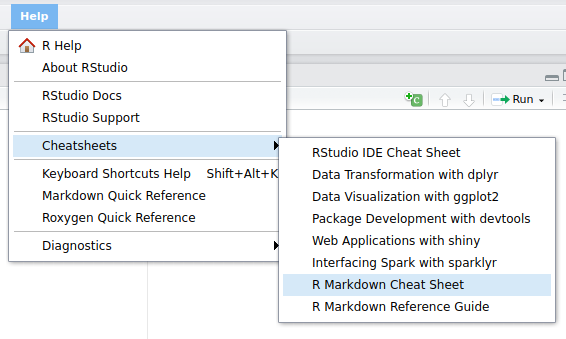 Help
R Help
About RStudio
RStudio Docs
RStudio Support
Cheatsheets
Keyboard Shortcuts Help Shift+Alt+K
Markdown Quick Reference
Roxygen Quick Reference
Diagnostics
C
Run
RStudio IDE Cheat Sheet
Data Transformation with dplyr
Data Visualization with ggplot2
Package Development with devtools
Web Applications with shiny
Interfacing Spark with sparklyr
R Markdown Cheat Sheet
R Markdown Reference Guide